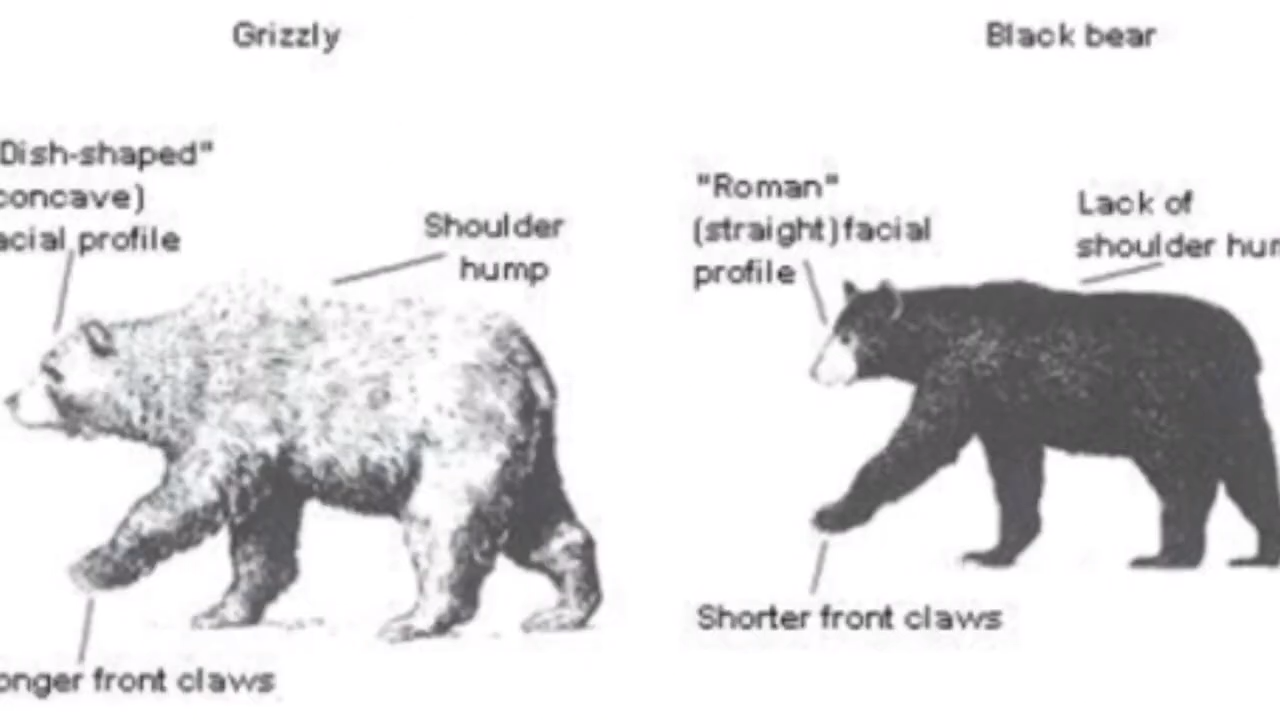 Grizzly
Black bear
Dish-shaped"
concave)
acial profile
Shoulder
hump
"Roman"
(straight)facial
profile
Lack of
shoulder hum
Shorter front claws
onger front claws